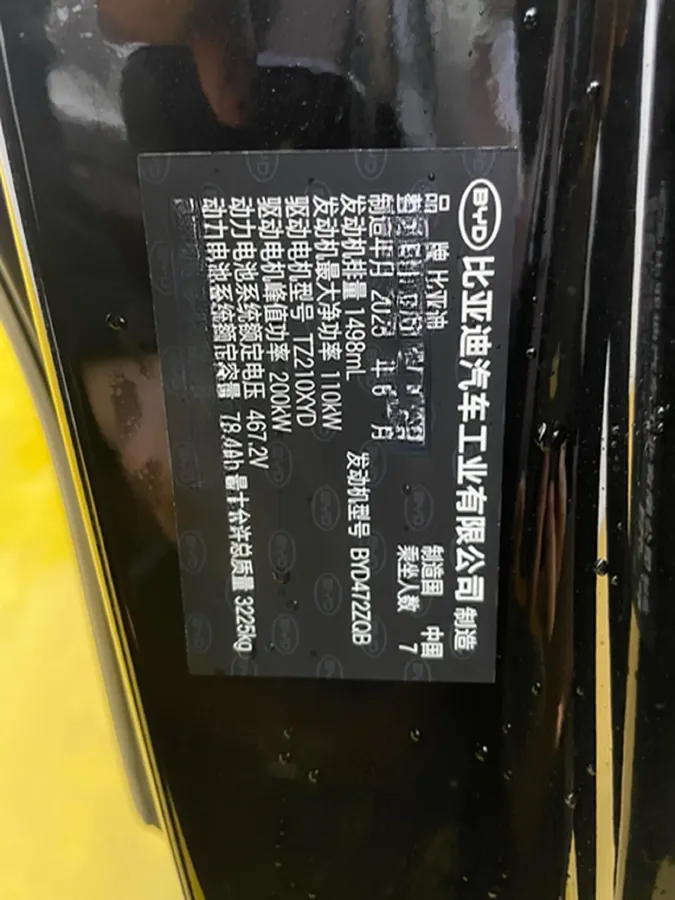 BYD 比亚迪汽车工业有限公司 制造
品牌 比亚迪 制造国 中国
乘坐人数 7
制造年月 2025 年 6 月
发动机排量 1498mL 发动机型号 BYD472QB
发动机最大净功率 110kW
驱动电机型号 TZ210XYD
驱动电机峰值功率 200kW
动力电池系统额定电压 467.2V
动力电池系统额定容量 78.4Ah 最大允许总质量 3225kg